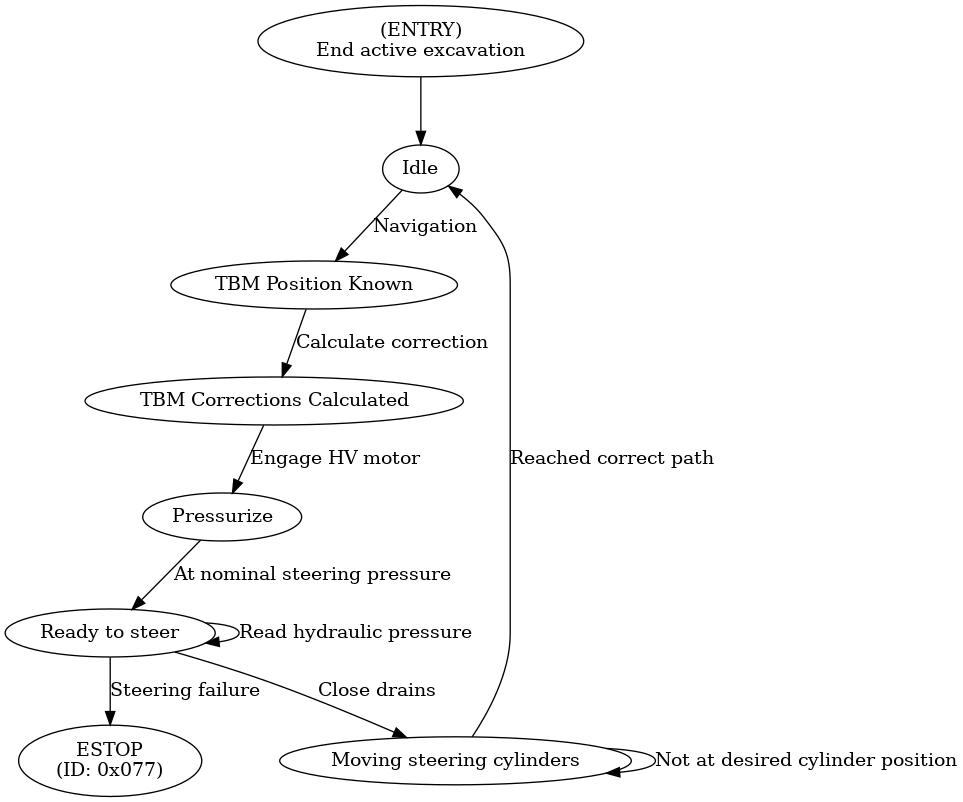 (ENTRY)
End active excavation
Idle
Navigation
TBM Position Known
Calculate correction
TBM Corrections Calculated
Engage HV motor
Reached correct path
Pressurize
At nominal steering pressure
Ready to steer
Read hydraulic pressure
Steering failure
Close drains
ESTOP
(ID: 0x077)
Moving steering cylinders
Not at desired cylinder position